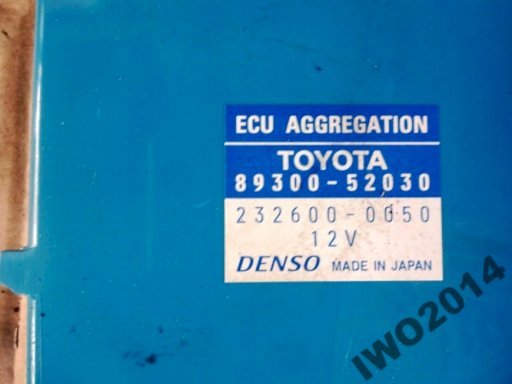 ECU AGGREGATION
TOYOTA
89300-52030
232600-0050
12V
DENSO MADE IN JAPAN
IWO2014